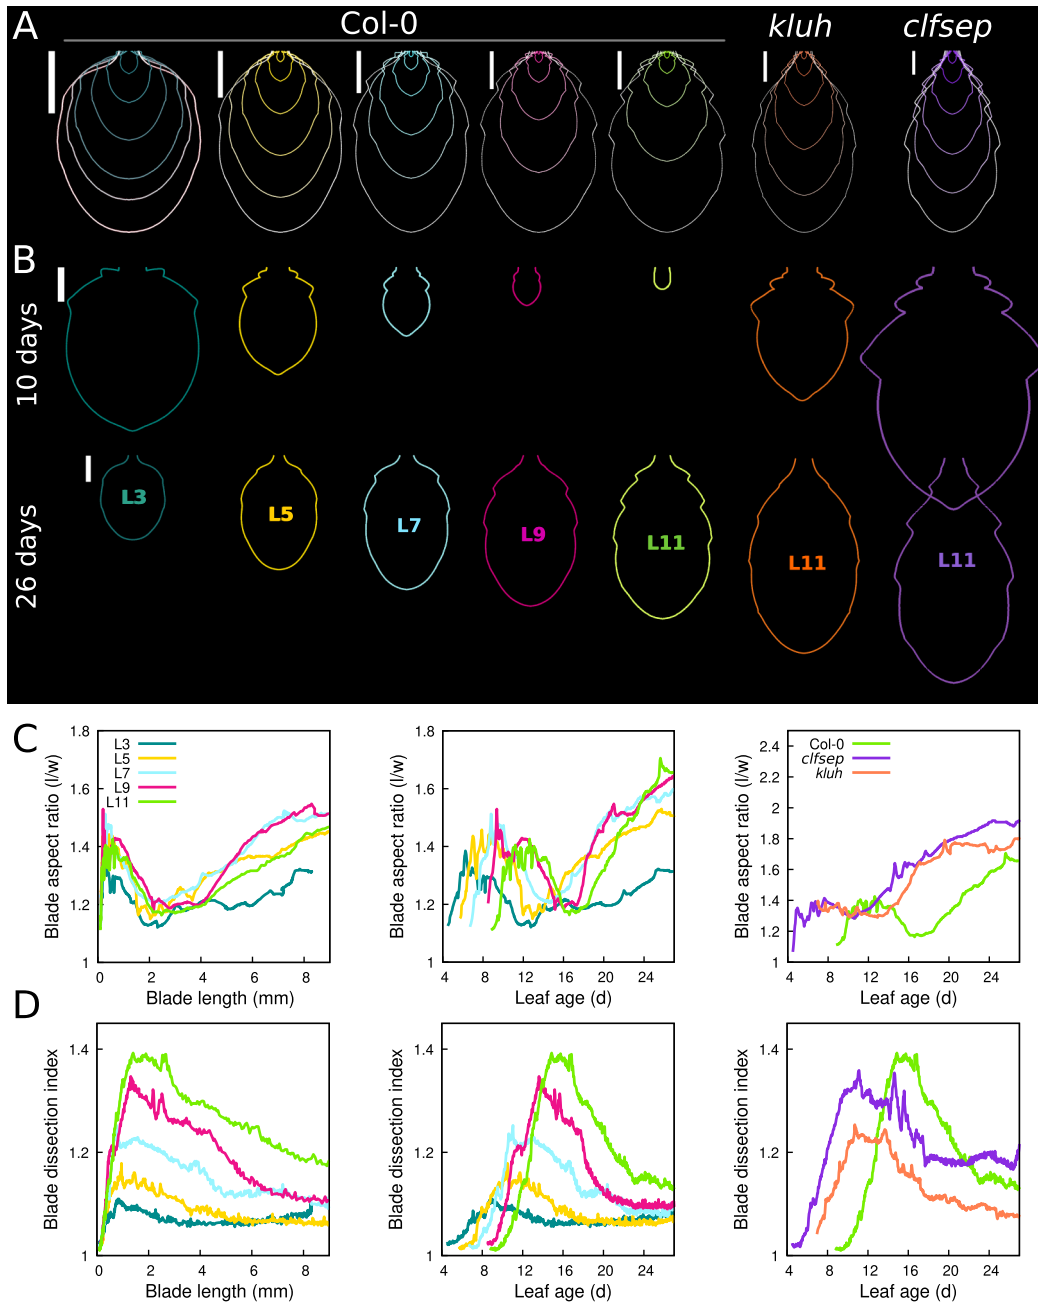 A
Col-0
kluh
clfsep
B
10 days
26 days
L3
L5
L7
L9
L11
L11
L11
C
Blade aspect ratio (l/w)
1.8
1.6
1.4
1.2
1
L3
L5
L7
L9
L11
0 2 4 6 8
Blade length (mm)
Blade aspect ratio (l/w)
1.8
1.6
1.4
1.2
1
4 8 12 16 20 24
Leaf age (d)
Blade aspect ratio (l/w)
2.4
2.2
2
1.8
1.6
1.4
1.2
1
Col-0
clfsep
kluh
4 8 12 16 20 24
Leaf age (d)
D
Blade dissection index
1.4
1.2
1
0 2 4 6 8
Blade length (mm)
Blade dissection index
1.4
1.2
1
4 8 12 16 20 24
Leaf age (d)
Blade dissection index
1.4
1.2
1
4 8 12 16 20 24
Leaf age (d)